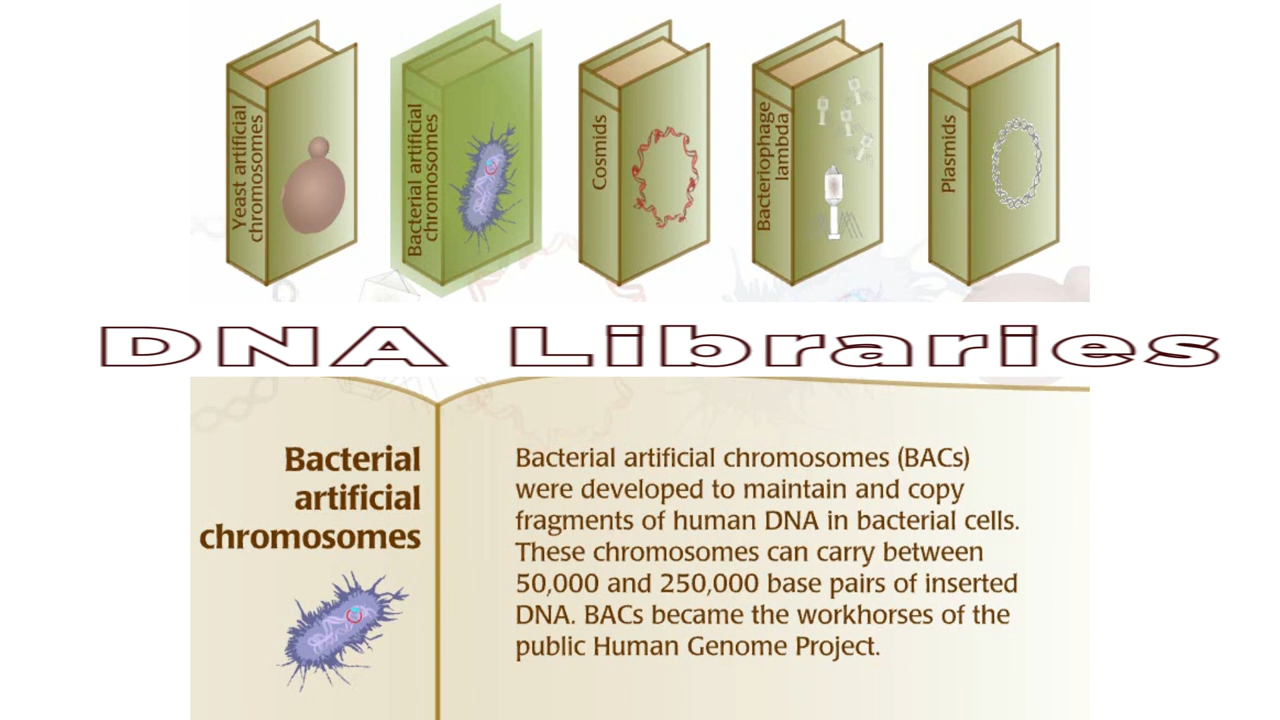 Yeast artificial
chromosomes
Bacterial artificial
chromosomes
Cosmids
Bacteriophage
lambda
Plasmids
DNA Libraries
Bacterial
artificial
chromosomes
Bacterial artificial chromosomes (BACs)
were developed to maintain and copy
fragments of human DNA in bacterial cells.
These chromosomes can carry between
50,000 and 250,000 base pairs of inserted
DNA. BACs became the workhorses of the
public Human Genome Project.